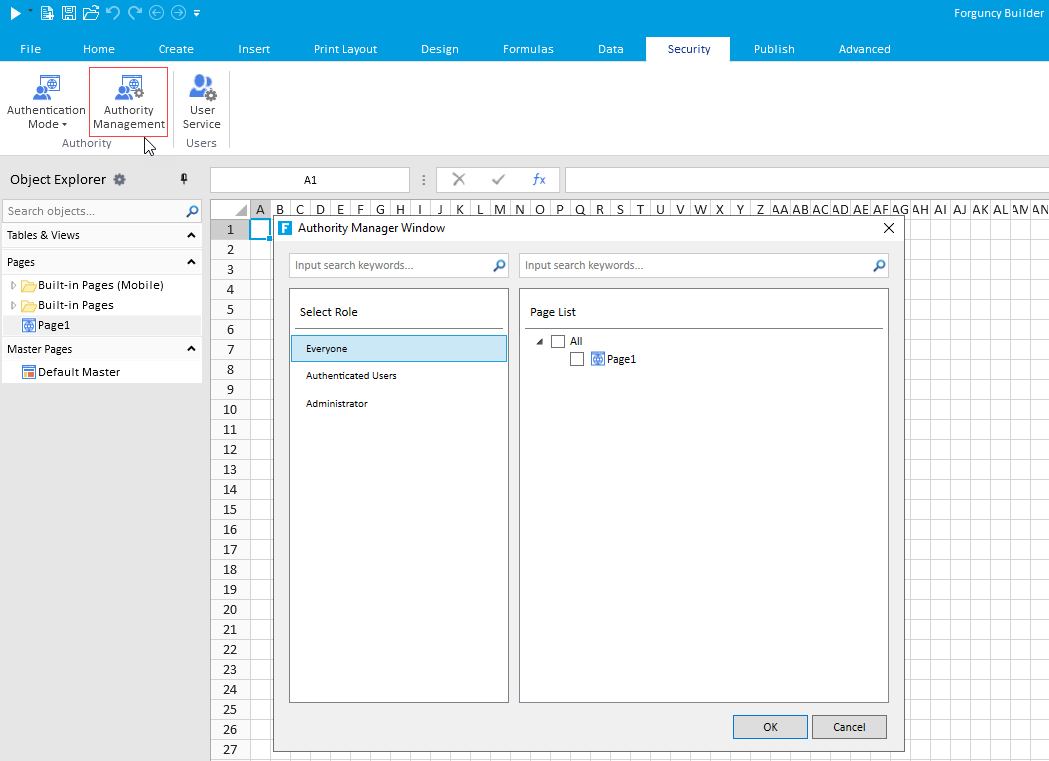 Forguncy Builder
File Home Create Insert Print Layout Design Formulas Data Security Publish Advanced
Authentication Mode
Authority Management
User Service
Authority Users
Object Explorer
A1
fx
Search objects...
Tables & Views
Pages
Built-in Pages (Mobile)
Built-in Pages
Page1
Master Pages
Default Master
A B C D E F G H I J K L M N O P Q R S T U V W X Y Z AA AB AC AD AE AF AG AH AI AJ AK AL AM AN
1
2
3
4
5
6
7
8
9
10
11
12
13
14
15
16
17
18
19
20
21
22
23
24
25
26
27
F Authority Manager Window
Input search keywords...
Input search keywords...
Select Role
Everyone
Authenticated Users
Administrator
Page List
All
Page1
OK Cancel